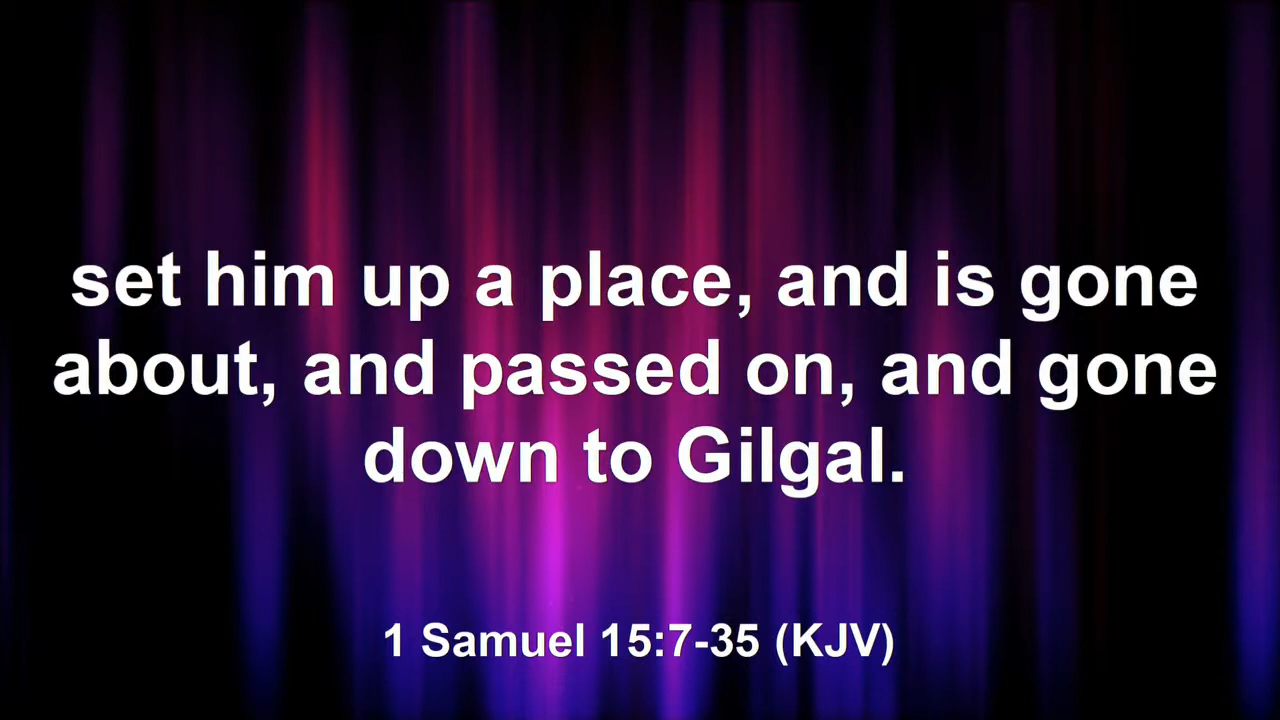 set him up a place, and is gone
about, and passed on, and gone
down to Gilgal.
1 Samuel 15:7-35 (KJV)